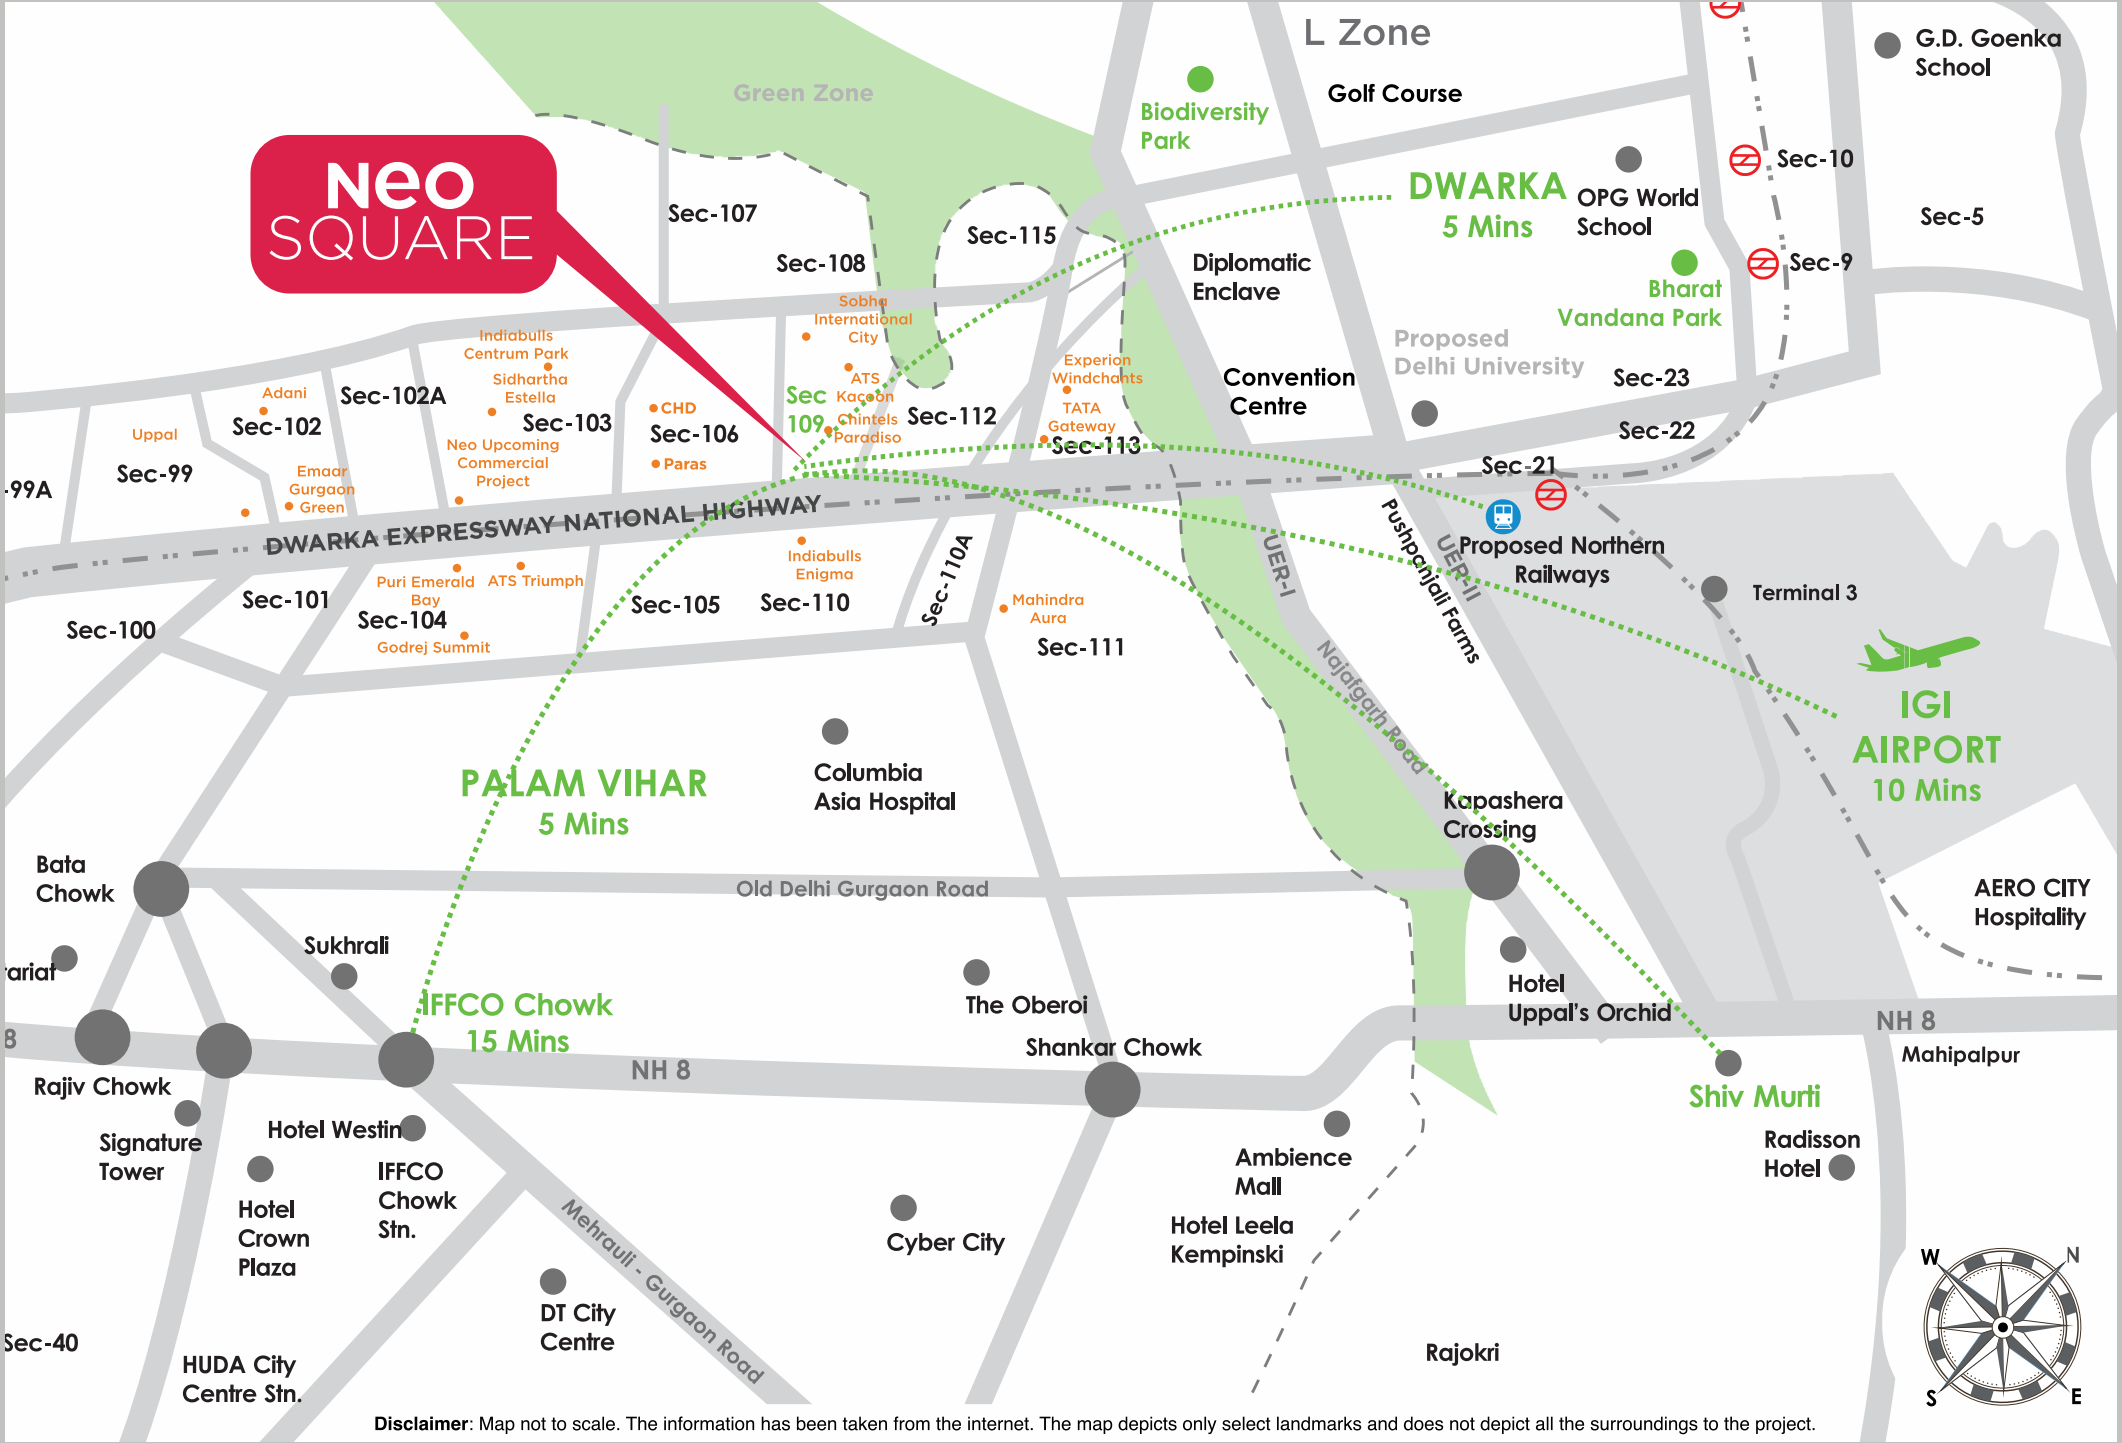 L Zone
G.D. Goenka
School
Green Zone
Golf Course
Biodiversity
Park
Neo
SQUARE
Sec-10
DWARKA
5 Mins
OPG World
School
Sec-107
Sec-115
Sec-5
Sec-108
Diplomatic
Enclave
Sec-9
Bharat
Vandana Park
Sobha
International
City
Indiabulls
Centrum Park
Proposed
Delhi University
Experion
Windchants
Sidhartha
Estella
ATS
Kacoon
Sec
109
Convention
Centre
Sec-23
Adani
Sec-102A
Sec-102
Sec-103
CHD
Sec-106
Paras
Chintels
Paradiso
Sec-112
TATA
Gateway
Sec-113
Sec-22
Uppal
Sec-99
-99A
Neo Upcoming
Commercial
Project
Emaar
Gurgaon
Green
Sec-21
DWARKA EXPRESSWAY NATIONAL HIGHWAY
Pushpanjali Farms
UER-I
UER-II
Proposed Northern
Railways
Indiabulls
Enigma
Sec-110A
Puri Emerald
Bay
ATS Triumph
Terminal 3
Sec-101
Sec-104
Sec-105
Sec-110
Mahindra
Aura
Sec-100
Godrej Summit
Sec-111
Najafgarh Road
IGI
AIRPORT
10 Mins
PALAM VIHAR
5 Mins
Columbia
Asia Hospital
Kapashera
Crossing
Bata
Chowk
Old Delhi Gurgaon Road
AERO CITY
Hospitality
Sukhrali
tariat
IFFCO Chowk
15 Mins
The Oberoi
Hotel
Uppal's Orchid
8
NH 8
Shankar Chowk
NH 8
Mahipalpur
Rajiv Chowk
Shiv Murti
Signature
Tower
Hotel Westin
IFFCO
Chowk
Stn.
Ambience
Mall
Radisson
Hotel
Hotel
Crown
Plaza
Mehrauli - Gurgaon Road
Cyber City
Hotel Leela
Kempinski
W
N
DT City
Centre
Sec-40
Rajokri
HUDA City
Centre Stn.
S
E
Disclaimer: Map not to scale. The information has been taken from the internet. The map depicts only select landmarks and does not depict all the surroundings to the project.